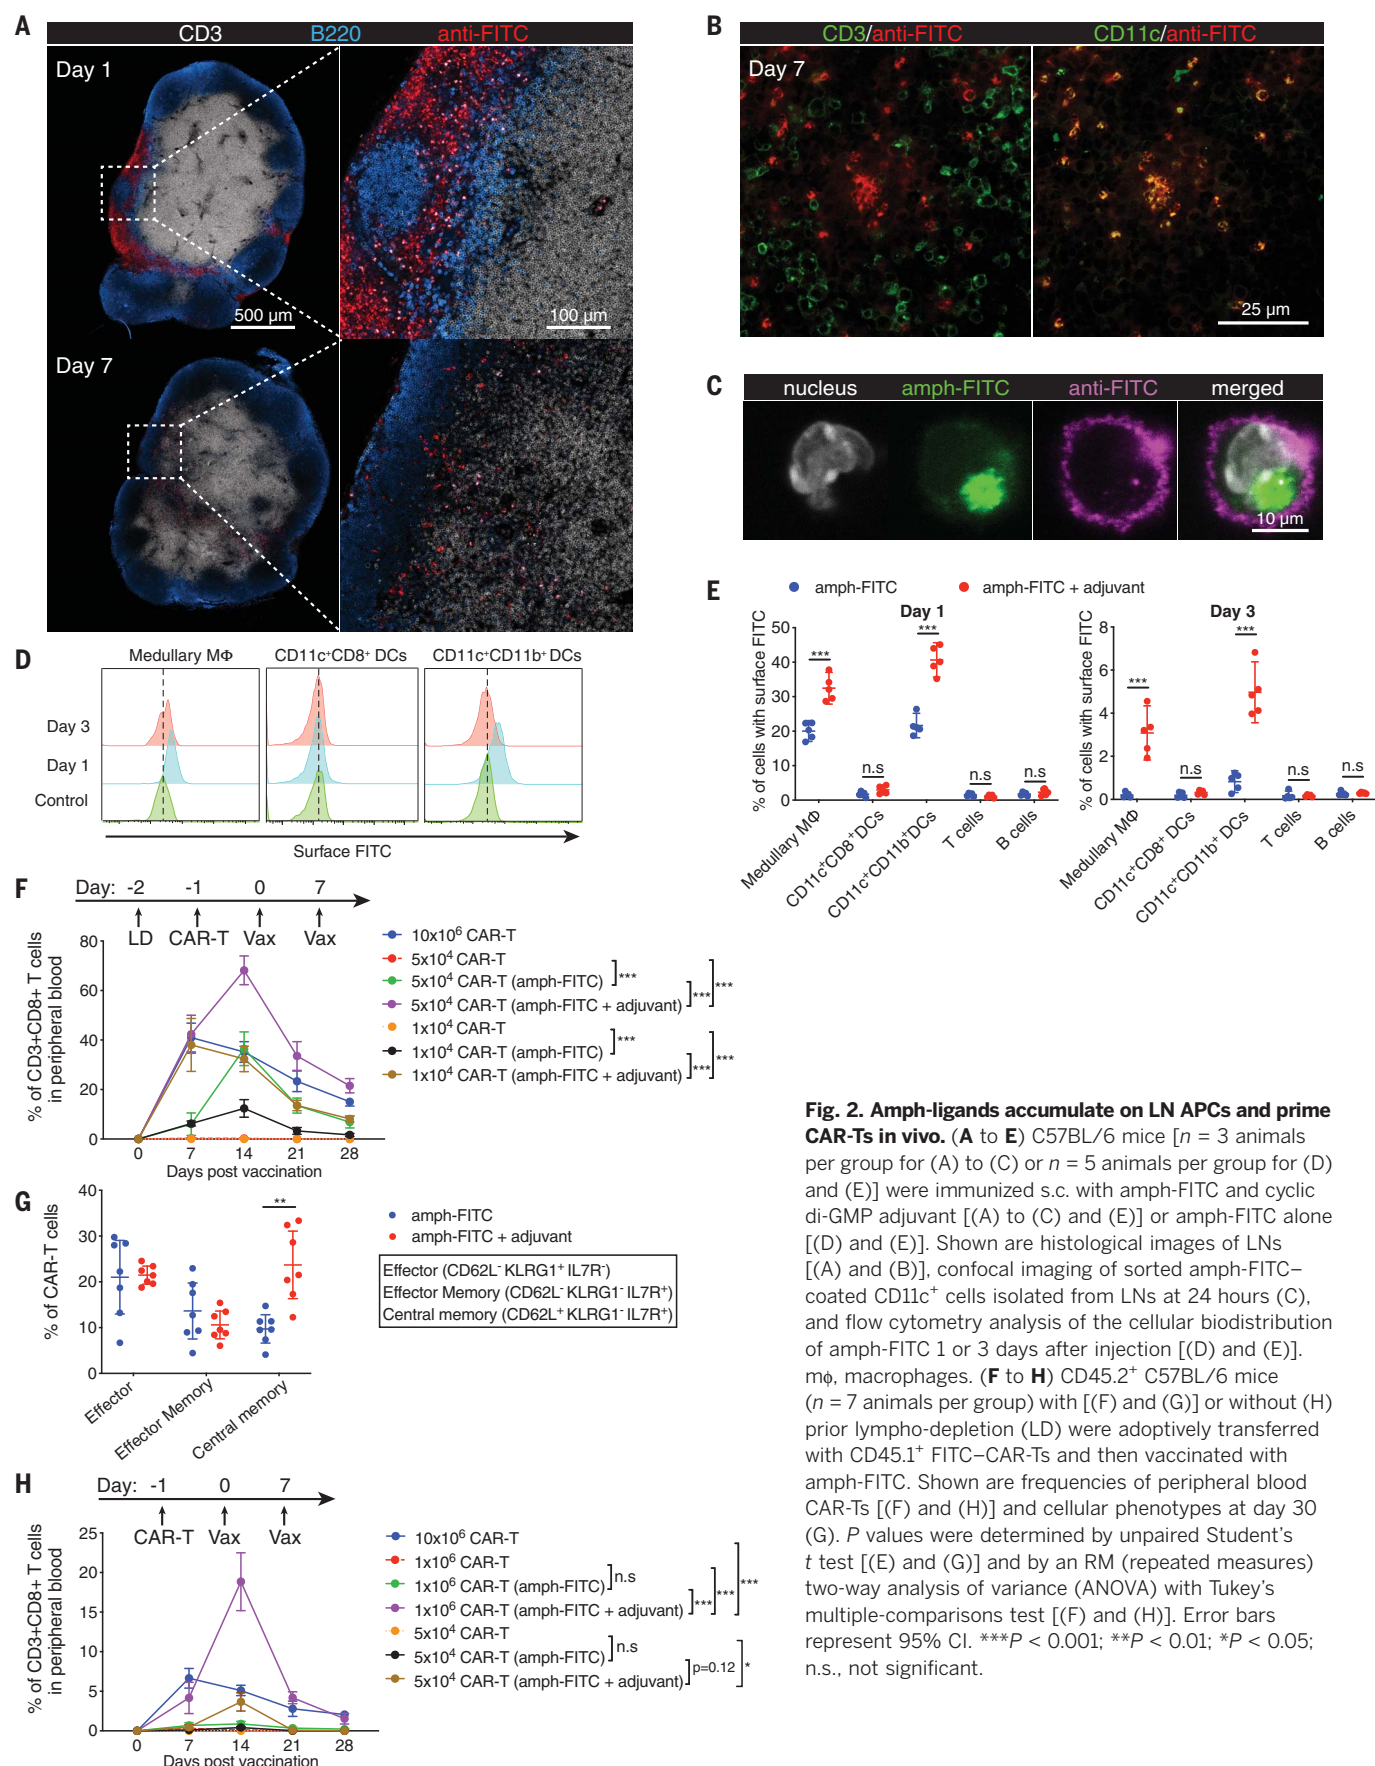 A
CD3 B220 anti-FITC
Day 1
500 µm
100 µm
Day 7
B
CD3/anti-FITC CD11c/anti-FITC
Day 7
25 µm
C
nucleus amph-FITC anti-FITC merged
10 µm
D
Medullary MΦ CD11c⁺CD8⁺ DCs CD11c⁺CD11b⁺ DCs
Day 3
Day 1
Control
Surface FITC
E
amph-FITC amph-FITC + adjuvant
Day 1
% of cells with surface FITC
50
40
30
20
10
0
*** n.s *** n.s n.s
Medullary MΦ
CD11c⁺CD8⁺DCs
CD11c⁺CD11b⁺DCs
T cells
B cells
Day 3
% of cells with surface FITC
8
6
4
2
0
*** n.s *** n.s n.s
Medullary MΦ
CD11c⁺CD8⁺ DCs
CD11c⁺CD11b⁺ DCs
T cells
B cells
F
Day: -2 -1 0 7
LD CAR-T Vax Vax
% of CD3+CD8+ T cells
in peripheral blood
80
60
40
20
0
0 7 14 21 28
Days post vaccination
10x10⁶ CAR-T
5x10⁴ CAR-T
5x10⁴ CAR-T (amph-FITC)
5x10⁴ CAR-T (amph-FITC + adjuvant)
1x10⁴ CAR-T
1x10⁴ CAR-T (amph-FITC)
1x10⁴ CAR-T (amph-FITC + adjuvant)
*** *** ***
*** *** ***
G
% of CAR-T cells
40
30
20
10
0
**
Effector
Effector Memory
Central memory
amph-FITC
amph-FITC + adjuvant
Effector (CD62L⁻ KLRG1⁺ IL7R⁻)
Effector Memory (CD62L⁻ KLRG1⁻ IL7R⁺)
Central memory (CD62L⁺ KLRG1⁻ IL7R⁺)
H
Day: -1 0 7
CAR-T Vax Vax
% of CD3+CD8+ T cells
in peripheral blood
25
20
15
10
5
0
0 7 14 21 28
Days post vaccination
10x10⁶ CAR-T
1x10⁶ CAR-T
1x10⁶ CAR-T (amph-FITC)
1x10⁶ CAR-T (amph-FITC + adjuvant)
5x10⁴ CAR-T
5x10⁴ CAR-T (amph-FITC)
5x10⁴ CAR-T (amph-FITC + adjuvant)
n.s *** *** ***
n.s p=0.12 *
Fig. 2. Amph-ligands accumulate on LN APCs and prime
CAR-Ts in vivo. (A to E) C57BL/6 mice [n = 3 animals
per group for (A) to (C) or n = 5 animals per group for (D)
and (E)] were immunized s.c. with amph-FITC and cyclic
di-GMP adjuvant [(A) to (C) and (E)] or amph-FITC alone
[(D) and (E)]. Shown are histological images of LNs
[(A) and (B)], confocal imaging of sorted amph-FITC–
coated CD11c⁺ cells isolated from LNs at 24 hours (C),
and flow cytometry analysis of the cellular biodistribution
of amph-FITC 1 or 3 days after injection [(D) and (E)].
mϕ, macrophages. (F to H) CD45.2⁺ C57BL/6 mice
(n = 7 animals per group) with [(F) and (G)] or without (H)
prior lympho-depletion (LD) were adoptively transferred
with CD45.1⁺ FITC–CAR-Ts and then vaccinated with
amph-FITC. Shown are frequencies of peripheral blood
CAR-Ts [(F) and (H)] and cellular phenotypes at day 30
(G). P values were determined by unpaired Student's
t test [(E) and (G)] and by an RM (repeated measures)
two-way analysis of variance (ANOVA) with Tukey's
multiple-comparisons test [(F) and (H)]. Error bars
represent 95% CI. ***P < 0.001; **P < 0.01; *P < 0.05;
n.s., not significant.